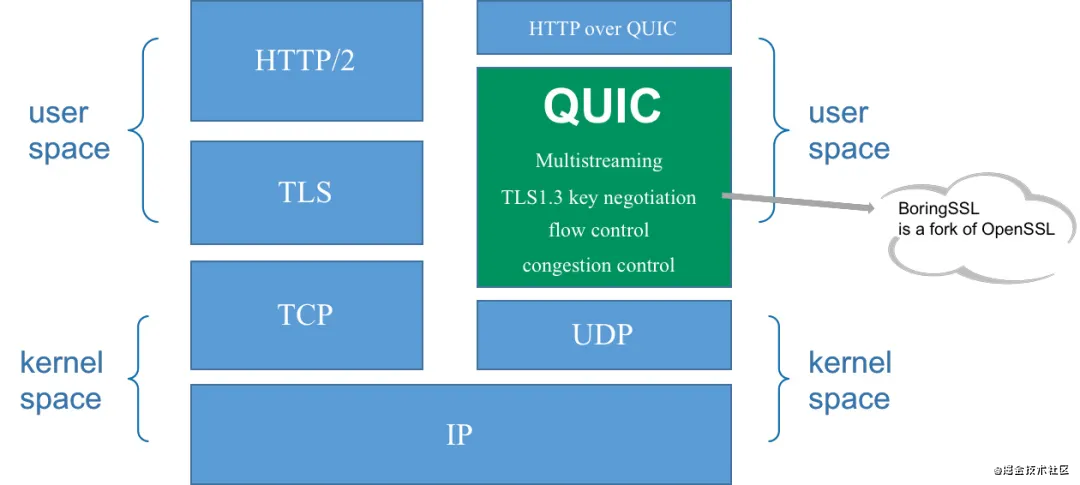 HTTP/2
HTTP over QUIC
user
space
TLS
QUIC
Multistreaming
TLS1.3 key negotiation
flow control
congestion control
user
space
BoringSSL
is a fork of OpenSSL
kernel
space
TCP
UDP
kernel
space
IP
@掘金技术社区